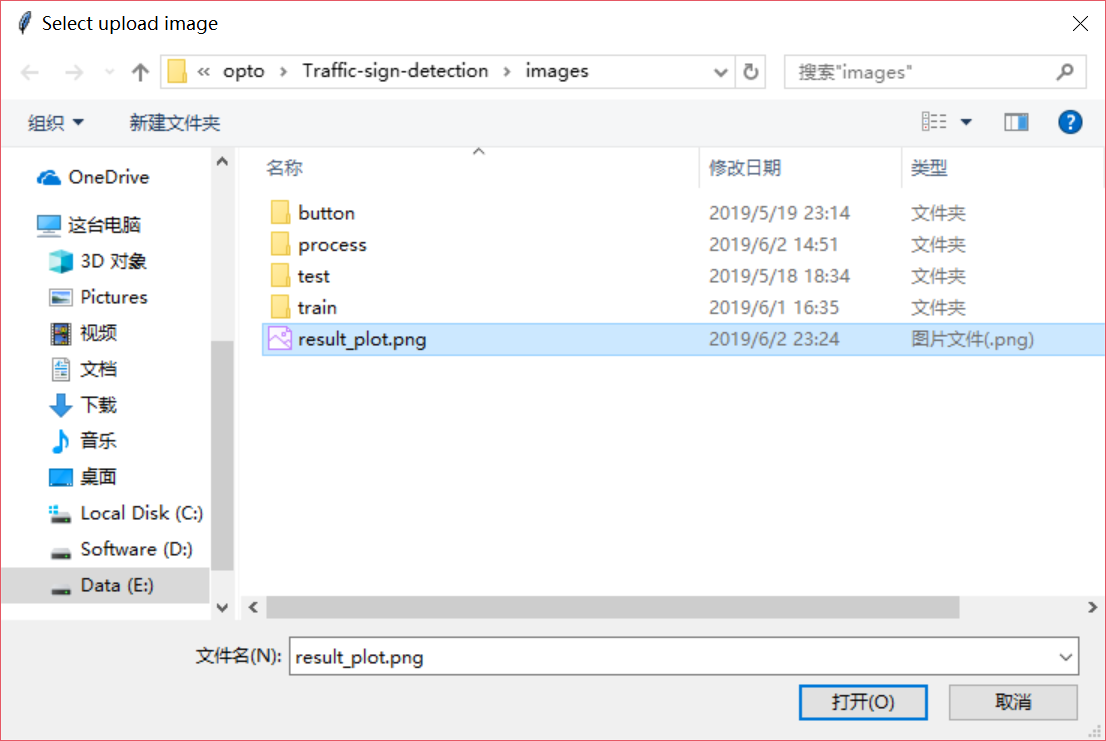 Select upload image
« opto › Traffic-sign-detection › images 搜索"images"
组织 新建文件夹 ?
OneDrive
这台电脑
3D 对象
Pictures
视频
文档
下载
音乐
桌面
Local Disk (C:)
Software (D:)
Data (E:)
名称 修改日期 类型
button 2019/5/19 23:14 文件夹
process 2019/6/2 14:51 文件夹
test 2019/5/18 18:34 文件夹
train 2019/6/1 16:35 文件夹
result_plot.png 2019/6/2 23:24 图片文件(.png)
文件名(N): result_plot.png
打开(O) 取消